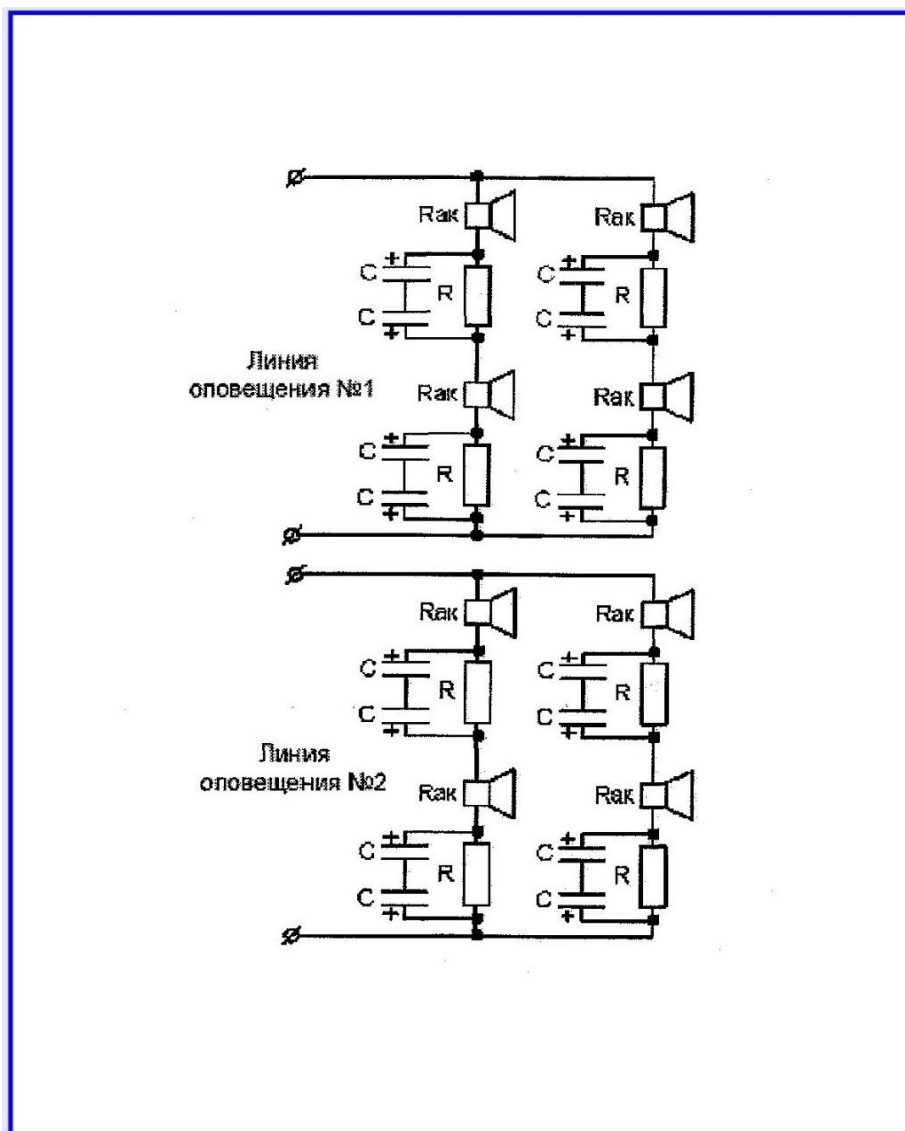 Rак Rак
+ +
C R C R
C C
+ +
Линия
оповещения №1
Rак Rак
+ +
C R C R
C C
+ +
Rак Rак
+ +
C R C R
C C
+ +
Линия
оповещения №2
Rак Rак
+ +
C R C R
C C
+ +